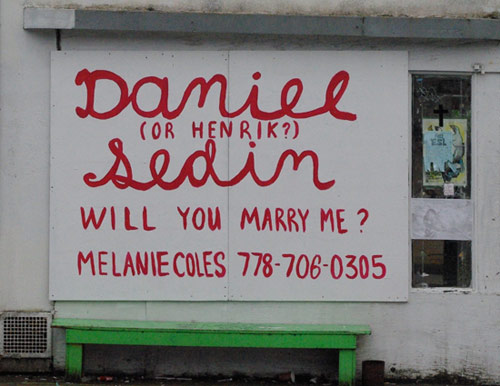 Daniel
(OR HENRIK?)
Sedin
WILL YOU MARRY ME?
MELANIE COLES 778-706-0305